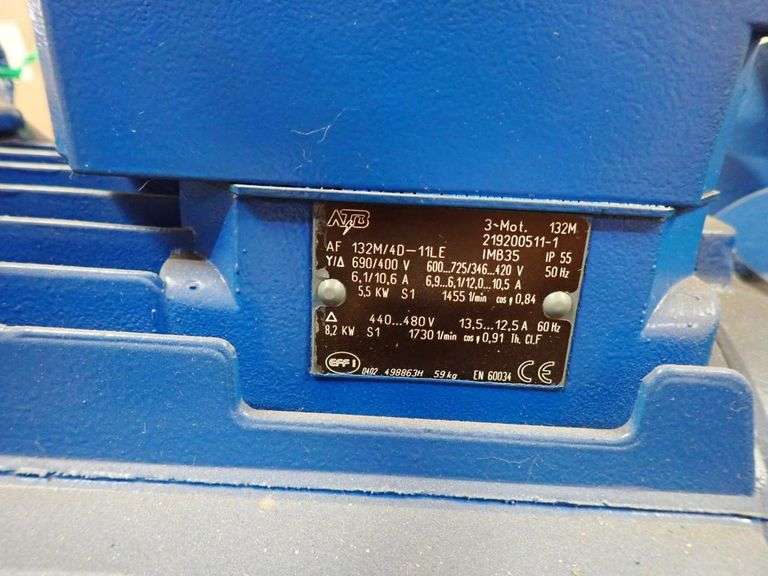 ATB 3~Mot. 132M
AF 132M/4D-11LE 219200511-1
IMB35 IP 55
Y/Δ 690/400 V 600...725/346...420 V 50 Hz
6,1/10,6 A 6,9...6,1/12,0...10,5 A
5,5 KW S1 1455 1/min cos φ 0,84
Δ 440...480 V 13,5...12,5 A 60 Hz
8,2 KW S1 1730 1/min cos φ 0,91 Th. CLF
EFF 1 0402 498863H 59 kg EN 60034 CE